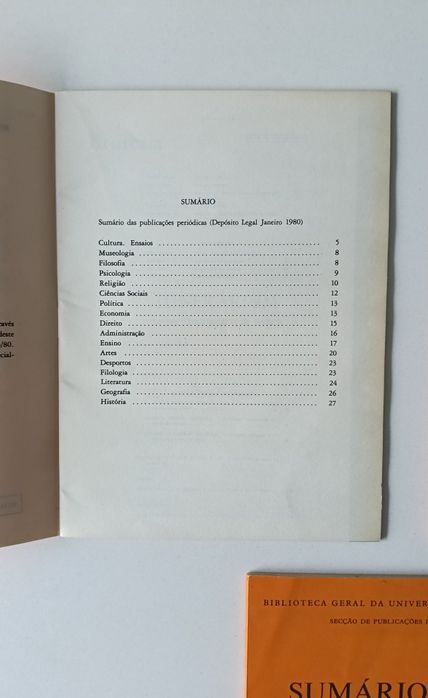 SUMÁRIO
Sumário das publicações periódicas (Depósito Legal Janeiro 1980)
Cultura. Ensaios ........ 5
Museologia ........ 8
Filosofia ........ 8
Psicologia ........ 9
Religião ........ 10
Ciências Sociais ........ 12
Política ........ 13
Economia ........ 13
Direito ........ 15
Administração ........ 16
Ensino ........ 17
Artes ........ 20
Desportos ........ 23
Filologia ........ 23
Literatura ........ 24
Geografia ........ 26
História ........ 27
/80.
BIBLIOTECA GERAL DA UNIVER
SECÇÃO DE PUBLICAÇÕES
SUMÁRIO